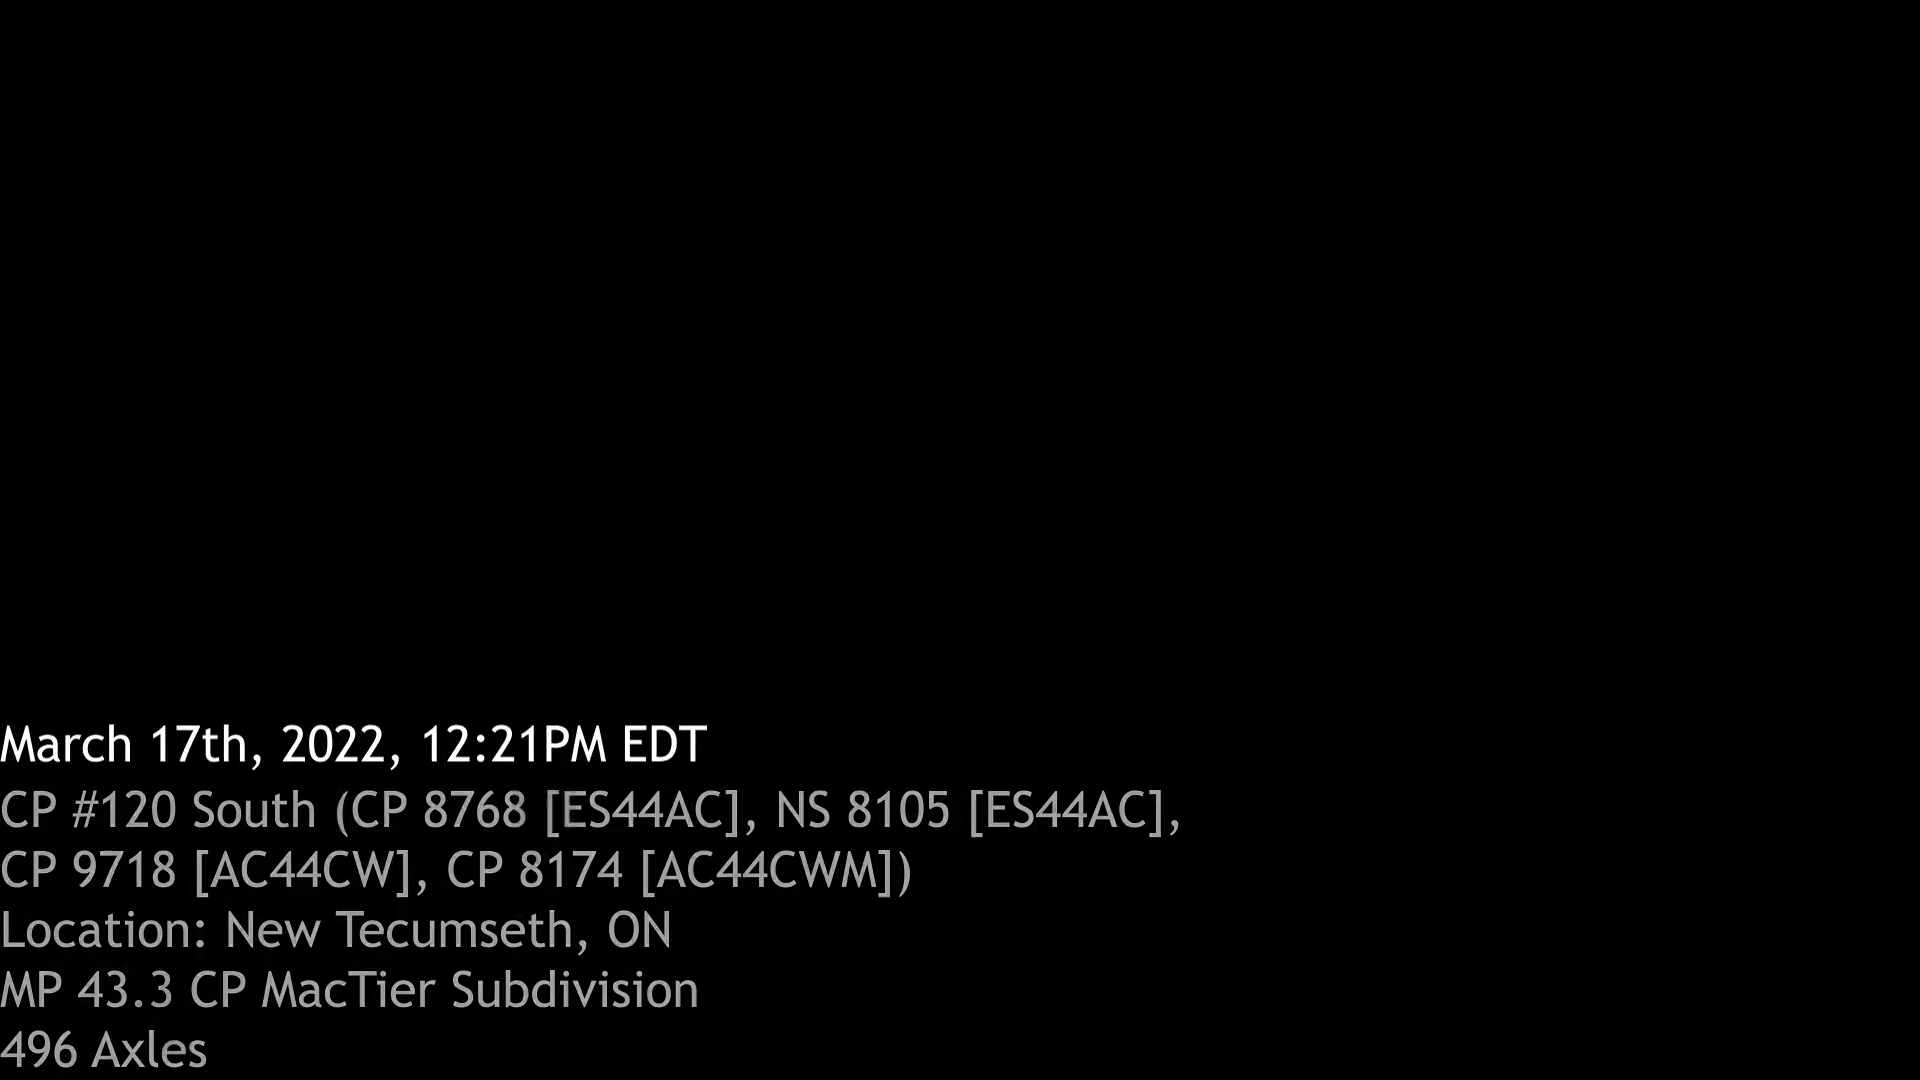 March 17th, 2022, 12:21PM EDT
CP #120 South (CP 8768 [ES44AC], NS 8105 [ES44AC],
CP 9718 [AC44CW], CP 8174 [AC44CWM])
Location: New Tecumseth, ON
MP 43.3 CP MacTier Subdivision
496 Axles